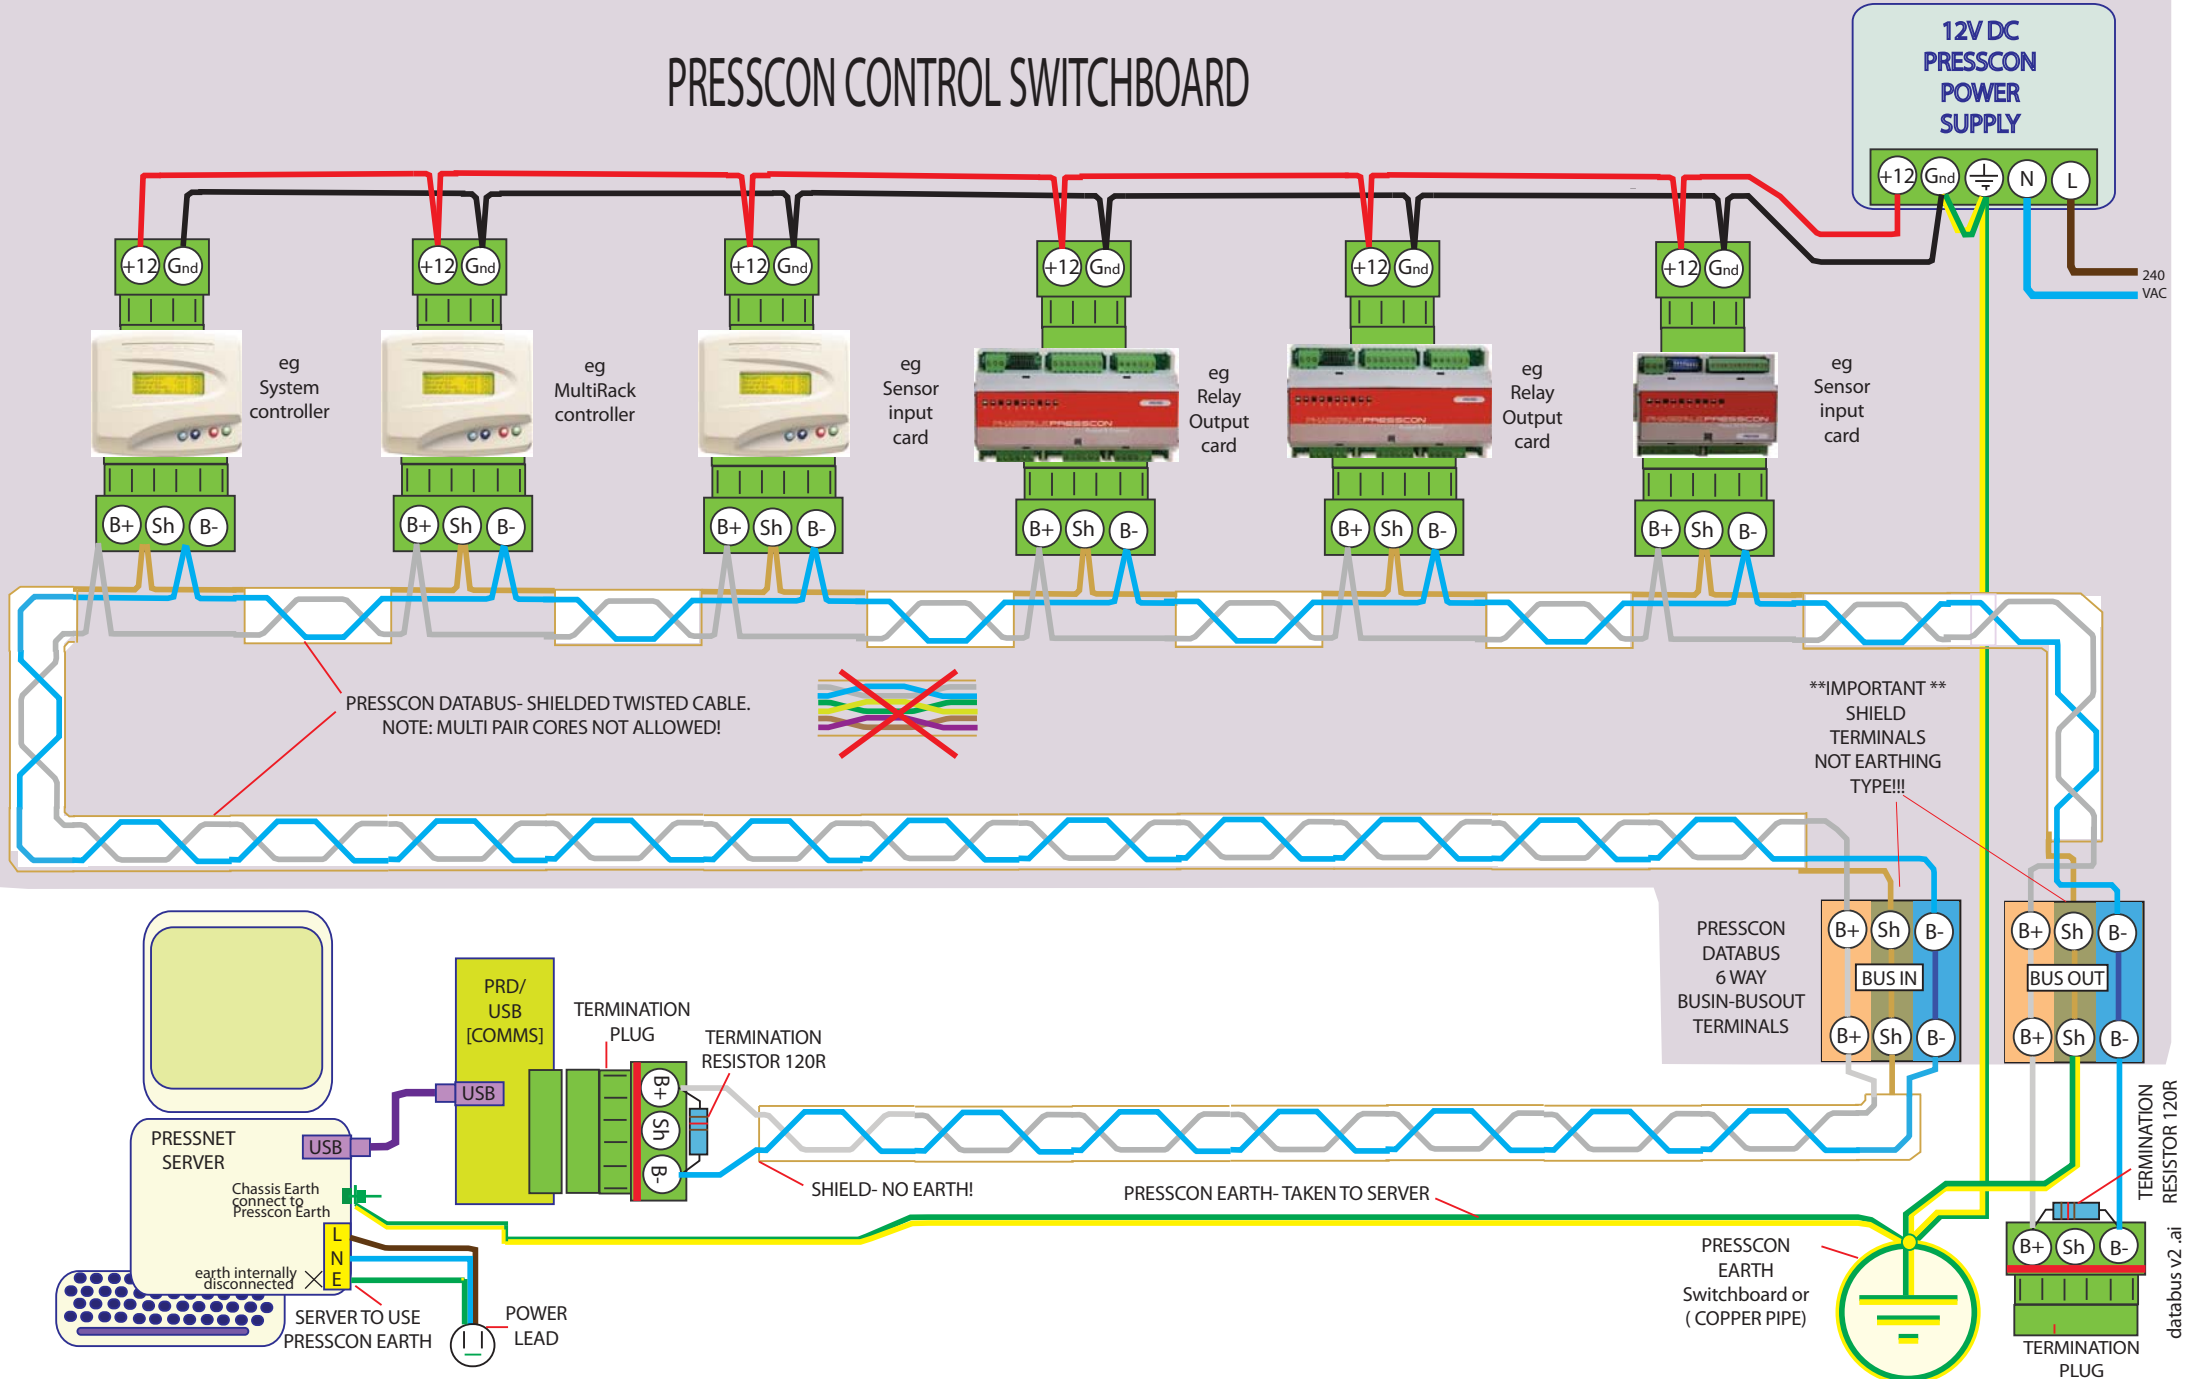 PRESSCON CONTROL SWITCHBOARD
12V DC
PRESSCON
POWER
SUPPLY
+12 Gnd N L
240
VAC
+12 Gnd
+12 Gnd
+12 Gnd
+12 Gnd
+12 Gnd
+12 Gnd
eg
System
controller
eg
MultiRack
controller
eg
Sensor
input
card
eg
Relay
Output
card
eg
Relay
Output
card
eg
Sensor
input
card
PRESSCON
PRESSCON
PRESSCON
B+ Sh B-
B+ Sh B-
B+ Sh B-
B+ Sh B-
B+ Sh B-
B+ Sh B-
PRESSCON DATABUS- SHIELDED TWISTED CABLE.
NOTE: MULTI PAIR CORES NOT ALLOWED!
**IMPORTANT **
SHIELD
TERMINALS
NOT EARTHING
TYPE!!!
PRESSCON
DATABUS
6 WAY
BUSIN-BUSOUT
TERMINALS
B+ Sh B-
BUS IN
B+ Sh B-
B+ Sh B-
BUS OUT
B+ Sh B-
PRD/
USB
[COMMS]
USB
TERMINATION
PLUG
TERMINATION
RESISTOR 120R
B+
Sh
B-
PRESSNET
SERVER
USB
Chassis Earth
connect to
Presscon Earth
L
N
E
earth internally
disconnected
SERVER TO USE
PRESSCON EARTH
POWER
LEAD
SHIELD- NO EARTH!
PRESSCON EARTH- TAKEN TO SERVER
PRESSCON
EARTH
Switchboard or
( COPPER PIPE)
TERMINATION
RESISTOR 120R
B+ Sh B-
TERMINATION
PLUG
databus v2 .ai